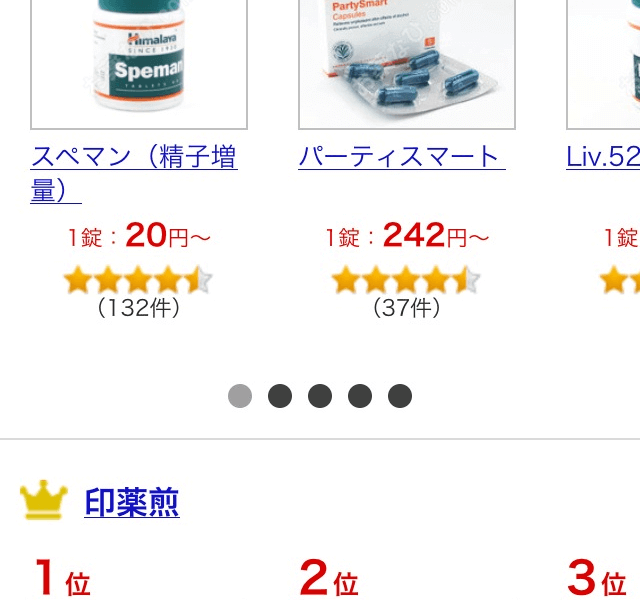 Himalaya
SINCE 1930
Speman
TABLETS
PartySmart
Capsules
スペマン（精子増
量）
パーティスマート
Liv.52
1錠：20円〜
1錠：242円〜
1錠
（132件）
（37件）
印薬煎
1位
2位
3位